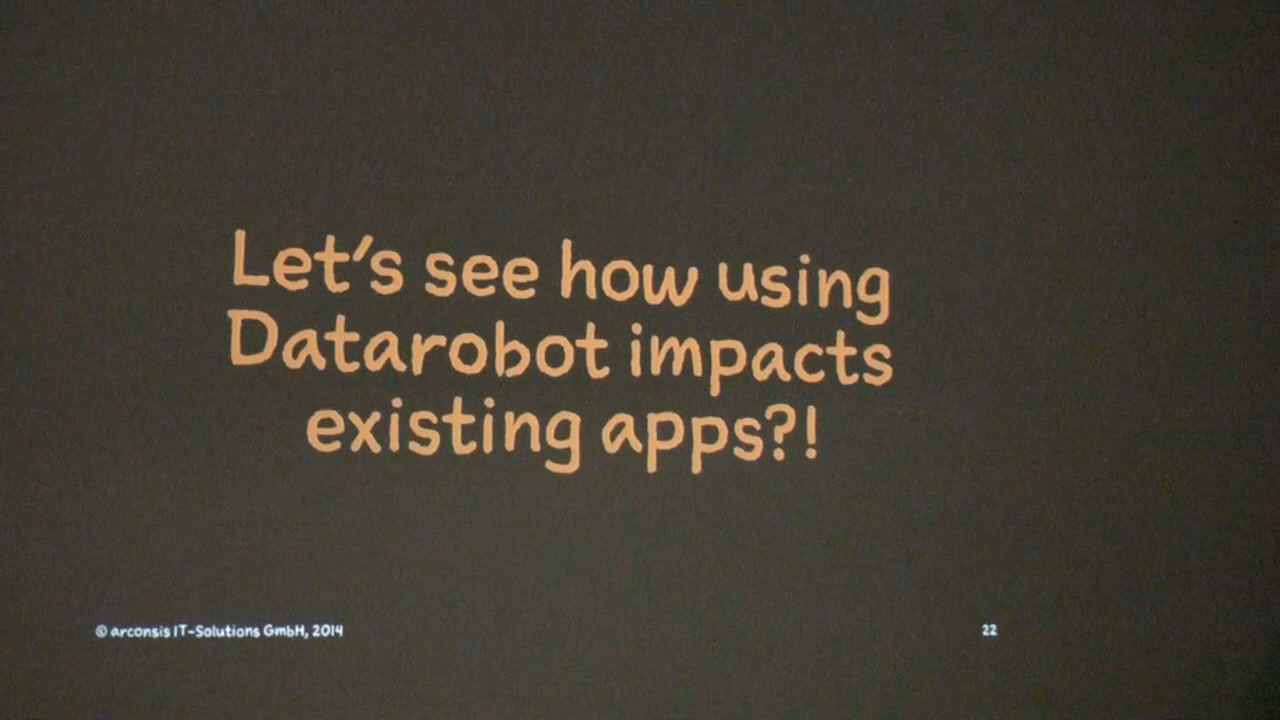 Let's see how using
Datarobot impacts
existing apps?!
© arconsis IT-Solutions GmbH, 2014
22